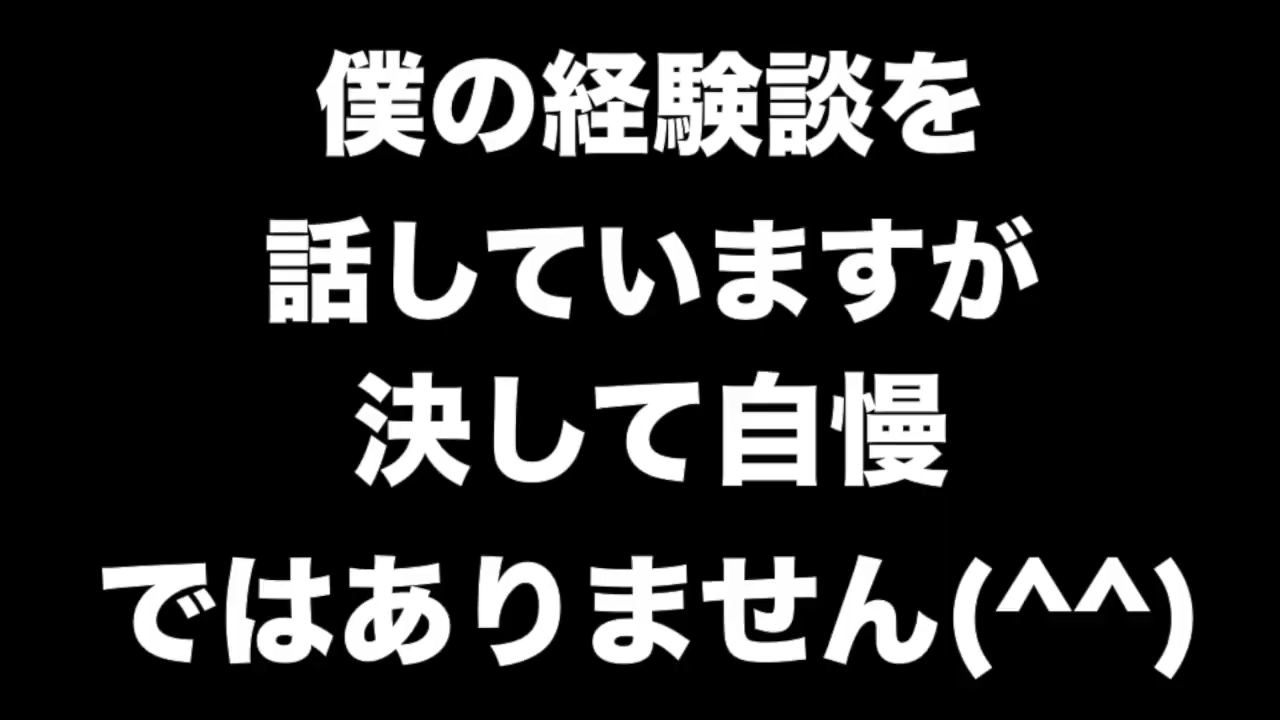 僕の経験談を
話していますが
決して自慢
ではありません(^^)